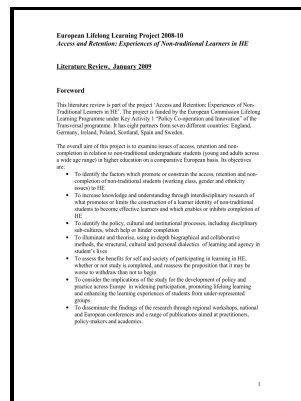 European Lifelong Learning Project 2008-10
Access and Retention: Experiences of Non-traditional Learners in HE
Literature Review, January 2009
Foreword
This literature review is part of the project 'Access and Retention: Experiences of Non-
Traditional Learners in HE'. The project is funded by the European Commission Lifelong
Learning Programme under Key Activity 1 "Policy Co-operation and Innovation" of the
Transversal programme. It has eight partners from seven different countries: England,
Germany, Ireland, Poland, Scotland, Spain and Sweden.
The overall aim of this project is to examine issues of access, retention and non-
completion in relation to non-traditional undergraduate students (young and adults across
a wide age range) in higher education on a comparative European basis. Its objectives
are:
• To identify the factors which promote or constrain the access, retention and non-
completion of non-traditional students (working class, gender and ethnicity
issues) to HE
• To increase knowledge and understanding through interdisciplinary research of
what promotes or limits the construction of a learner identity of non-traditional
students to become effective learners and which enables or inhibits completion of
HE
• To identify the policy, cultural and institutional processes, including disciplinary
sub-cultures, which help or hinder completion
• To illuminate and theorise, using in-depth biographical and collaborative
methods, the structural, cultural and personal dialectics of learning and agency in
student's lives
• To assess the benefits for self and society of participating in learning in HE,
whether or not study is completed, and reassess the proposition that it may be
worse to withdraw than not to begin
• To consider the implications of the study for the development of policy and
practice across Europe in widening participation, promoting lifelong learning
and enhancing the learning experiences of students from under-represented
groups
• To disseminate the findings of the research through regional workshops, national
and European conferences and a range of publications aimed at practitioners,
policy-makers and academics.
1